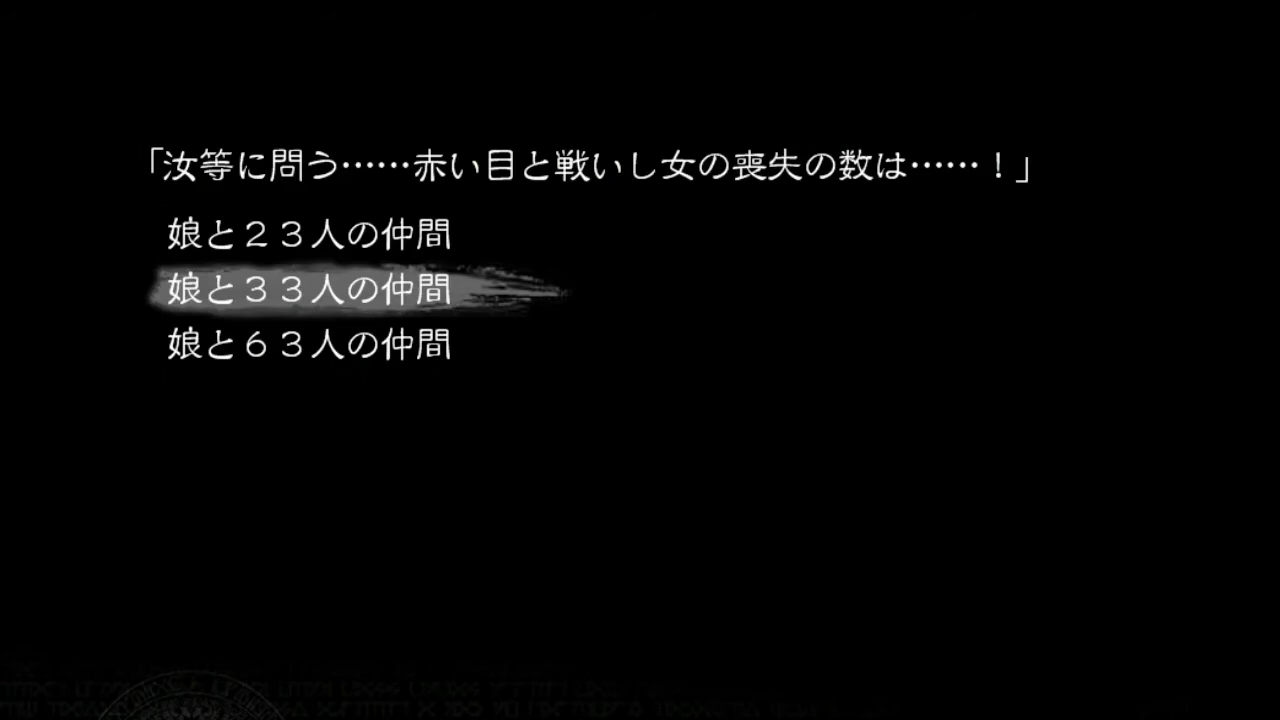 「汝等に問う……赤い目と戦いし女の喪失の数は……！」
娘と２３人の仲間
娘と３３人の仲間
娘と６３人の仲間